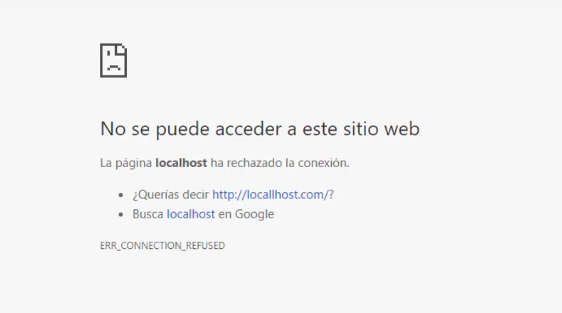 No se puede acceder a este sitio web
La página localhost ha rechazado la conexión.
• ¿Querías decir http://locallhost.com/?
• Busca localhost en Google
ERR_CONNECTION_REFUSED